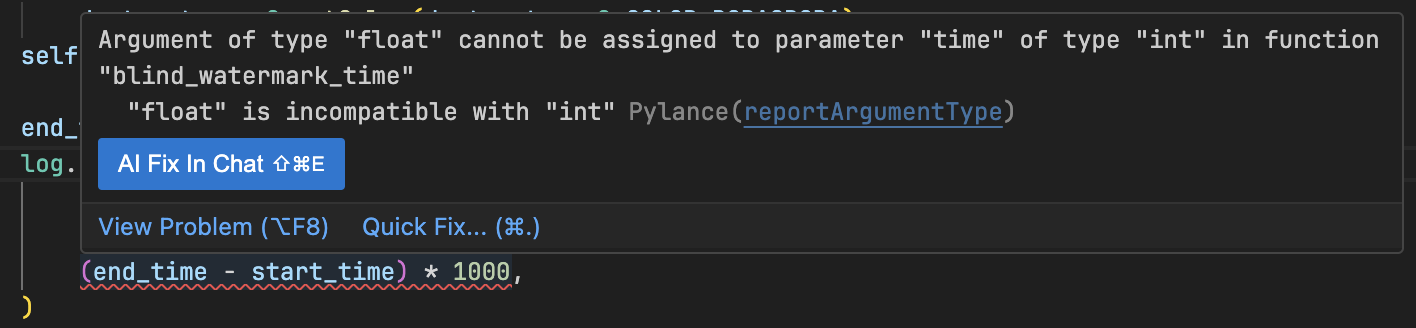 Argument of type "float" cannot be assigned to parameter "time" of type "int" in function
self
"blind_watermark_time"
"float" is incompatible with "int" Pylance(reportArgumentType)
end_
log.
AI Fix In Chat ⇧⌘E
View Problem (⌥F8) Quick Fix... (⌘.)
(end_time - start_time) * 1000,
)